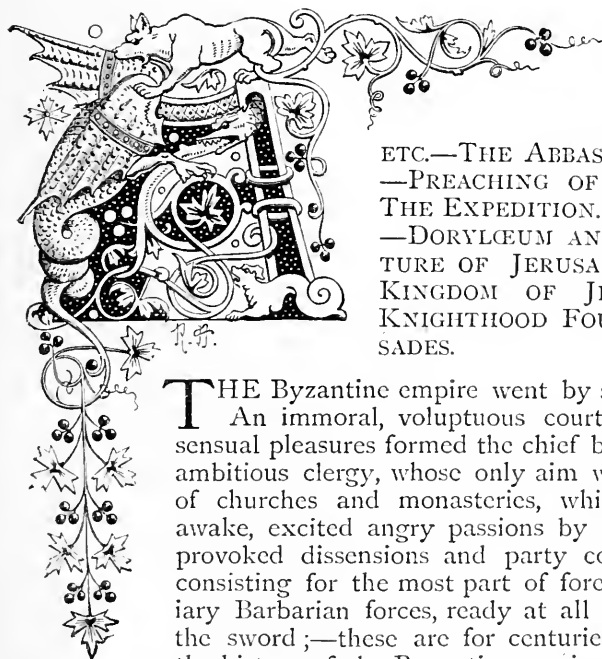 ETC.—THE ABBAS
—PREACHING OF
THE EXPEDITION.
—DORYLŒUM AN
TURE OF JERUSA
KINGDOM OF JE
KNIGHTHOOD FOU
SADES.
THE Byzantine empire went by s
An immoral, voluptuous court
sensual pleasures formed the chief b
ambitious clergy, whose only aim w
of churches and monasteries, whi
awake, excited angry passions by
provoked dissensions and party co
consisting for the most part of fore
iary Barbarian forces, ready at all
the sword ;—these are for centurie